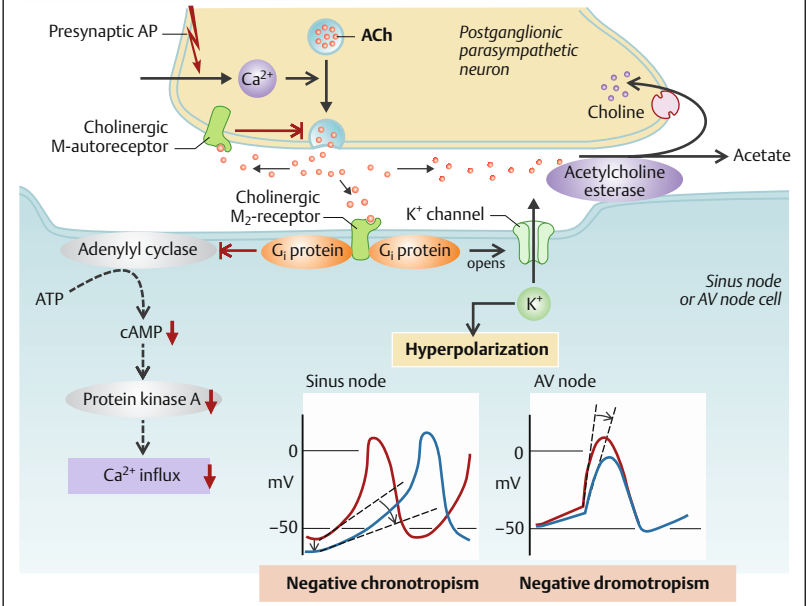 Presynaptic AP
ACh
Postganglionic
parasympathetic
neuron
Ca²⁺
Choline
Cholinergic
M-autoreceptor
Acetate
Acetylcholine
esterase
Cholinergic
M₂-receptor
K⁺ channel
Adenylyl cyclase
Gᵢ protein
Gᵢ protein
opens
Sinus node
or AV node cell
ATP
K⁺
cAMP
Hyperpolarization
Sinus node
AV node
Protein kinase A
0
0
Ca²⁺ influx
mV
mV
−50
−50
Negative chronotropism
Negative dromotropism